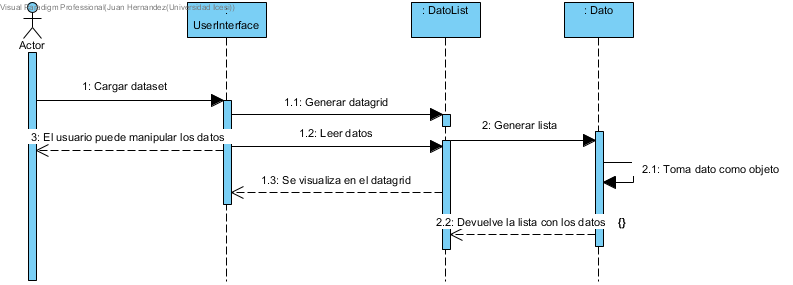 Visual Paradigm Professional(Juan Hernandez(Universidad Icesi))
UserInterface
: DatoList
: Dato
Actor
1: Cargar dataset
1.1: Generar datagrid
2: Generar lista
1.2: Leer datos
3: El usuario puede manipular los datos
2.1: Toma dato como objeto
1.3: Se visualiza en el datagrid
2.2: Devuelve la lista con los datos {}